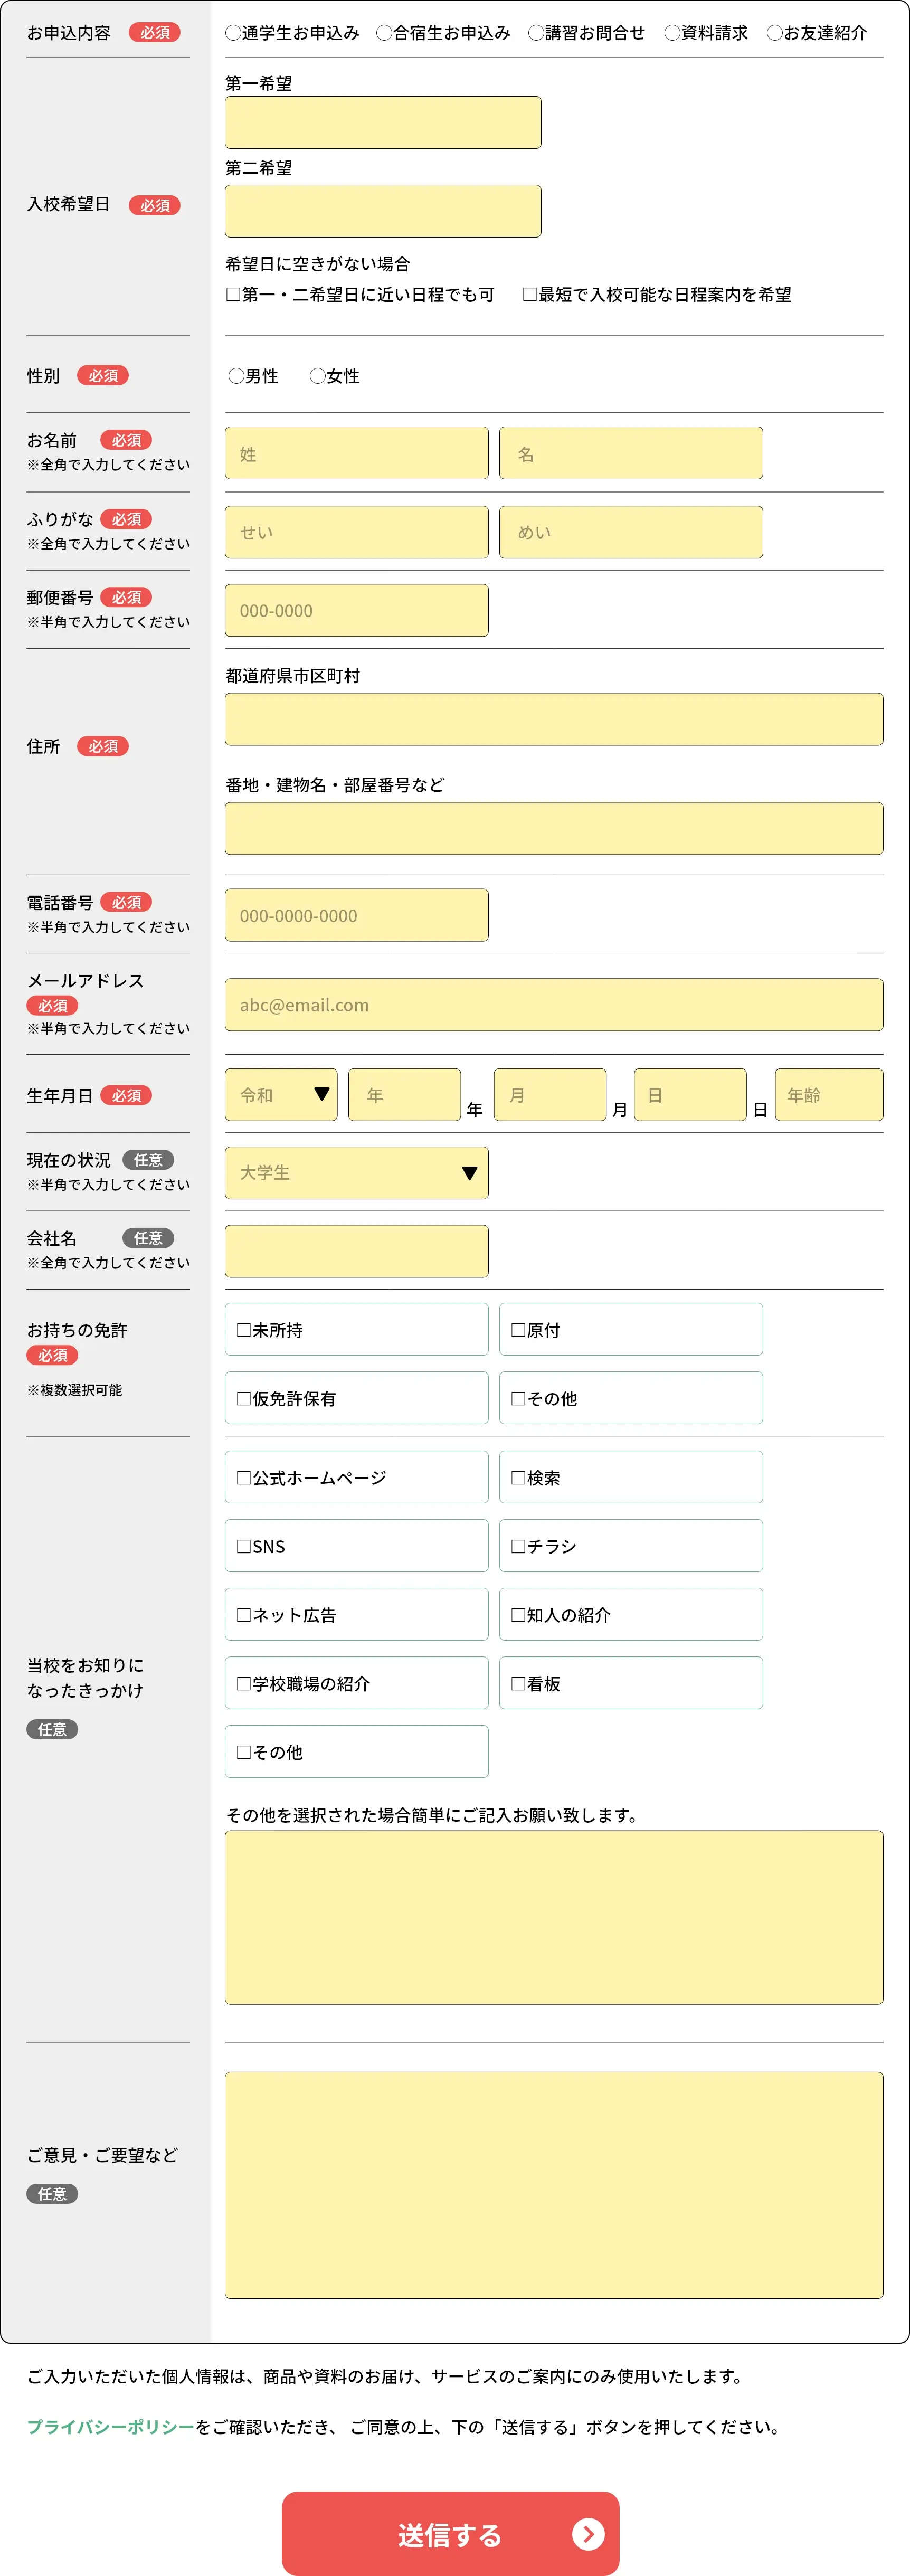 お申込内容 必須 ○通学生お申込み ○合宿生お申込み ○講習お問合せ ○資料請求 ○お友達紹介
第一希望
第二希望
入校希望日 必須
希望日に空きがない場合
□第一・二希望日に近い日程でも可 □最短で入校可能な日程案内を希望
性別 必須 ○男性 ○女性
お名前 必須
※全角で入力してください
姓 名
ふりがな 必須
※全角で入力してください
せい めい
郵便番号 必須
※半角で入力してください
000-0000
住所 必須
都道府県市区町村
番地・建物名・部屋番号など
電話番号 必須
※半角で入力してください
000-0000-0000
メールアドレス
必須
※半角で入力してください
abc@email.com
生年月日 必須 令和 ▼ 年 年 月 月 日 日 年齢
現在の状況 任意
※半角で入力してください
大学生 ▼
会社名 任意
※全角で入力してください
お持ちの免許
必須
※複数選択可能
□未所持 □原付
□仮免許保有 □その他
当校をお知りに
なったきっかけ
任意
□公式ホームページ □検索
□SNS □チラシ
□ネット広告 □知人の紹介
□学校職場の紹介 □看板
□その他
その他を選択された場合簡単にご記入お願い致します。
ご意見・ご要望など
任意
ご入力いただいた個人情報は、商品や資料のお届け、サービスのご案内にのみ使用いたします。
プライバシーポリシーをご確認いただき、 ご同意の上、下の「送信する」ボタンを押してください。
送信する